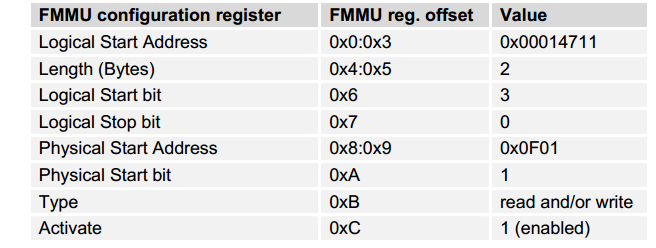 FMMU configuration register FMMU reg. offset Value
Logical Start Address 0x0:0x3 0x00014711
Length (Bytes) 0x4:0x5 2
Logical Start bit 0x6 3
Logical Stop bit 0x7 0
Physical Start Address 0x8:0x9 0x0F01
Physical Start bit 0xA 1
Type 0xB read and/or write
Activate 0xC 1 (enabled)